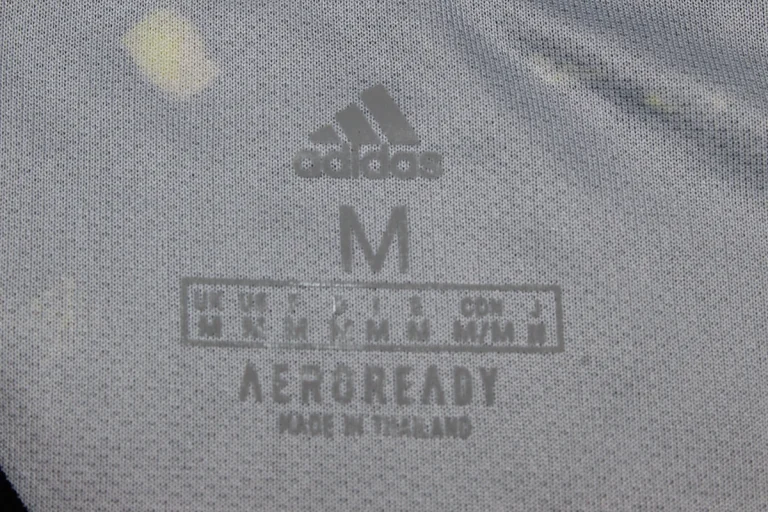 adidas
M
UK US F D I E CDN J
M M M M M M M/M M
AEROREADY
MADE IN THAILAND